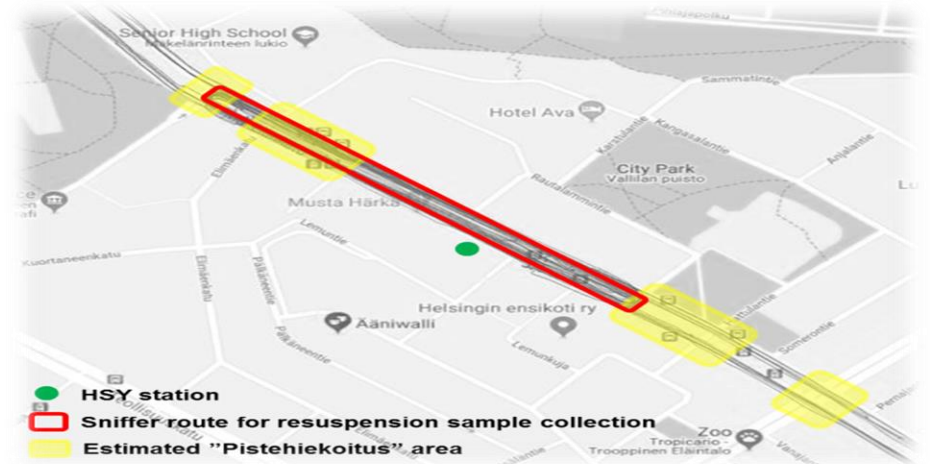 Senior High School
Mäkelänrinteen lukio
Sammatintie
Hotel Ava
Karstulantie
Kangasalantie
Anjalantie
City Park
Vallilan puisto
Rautalammintie
Elimäenka
Musta Härkä
Lemuntie
Kuortaneenkatu
Elimäenkatu
Pälkäneentie
Helsingin ensikoti ry
Ääniwalli
Lemunkuja
Pälkäneentie
Somerontie
HSY station
Sniffer route for resuspension sample collection
Estimated "Pistehiekoitus" area
Zoo
Tropicario -
Trooppinen Eläintalo